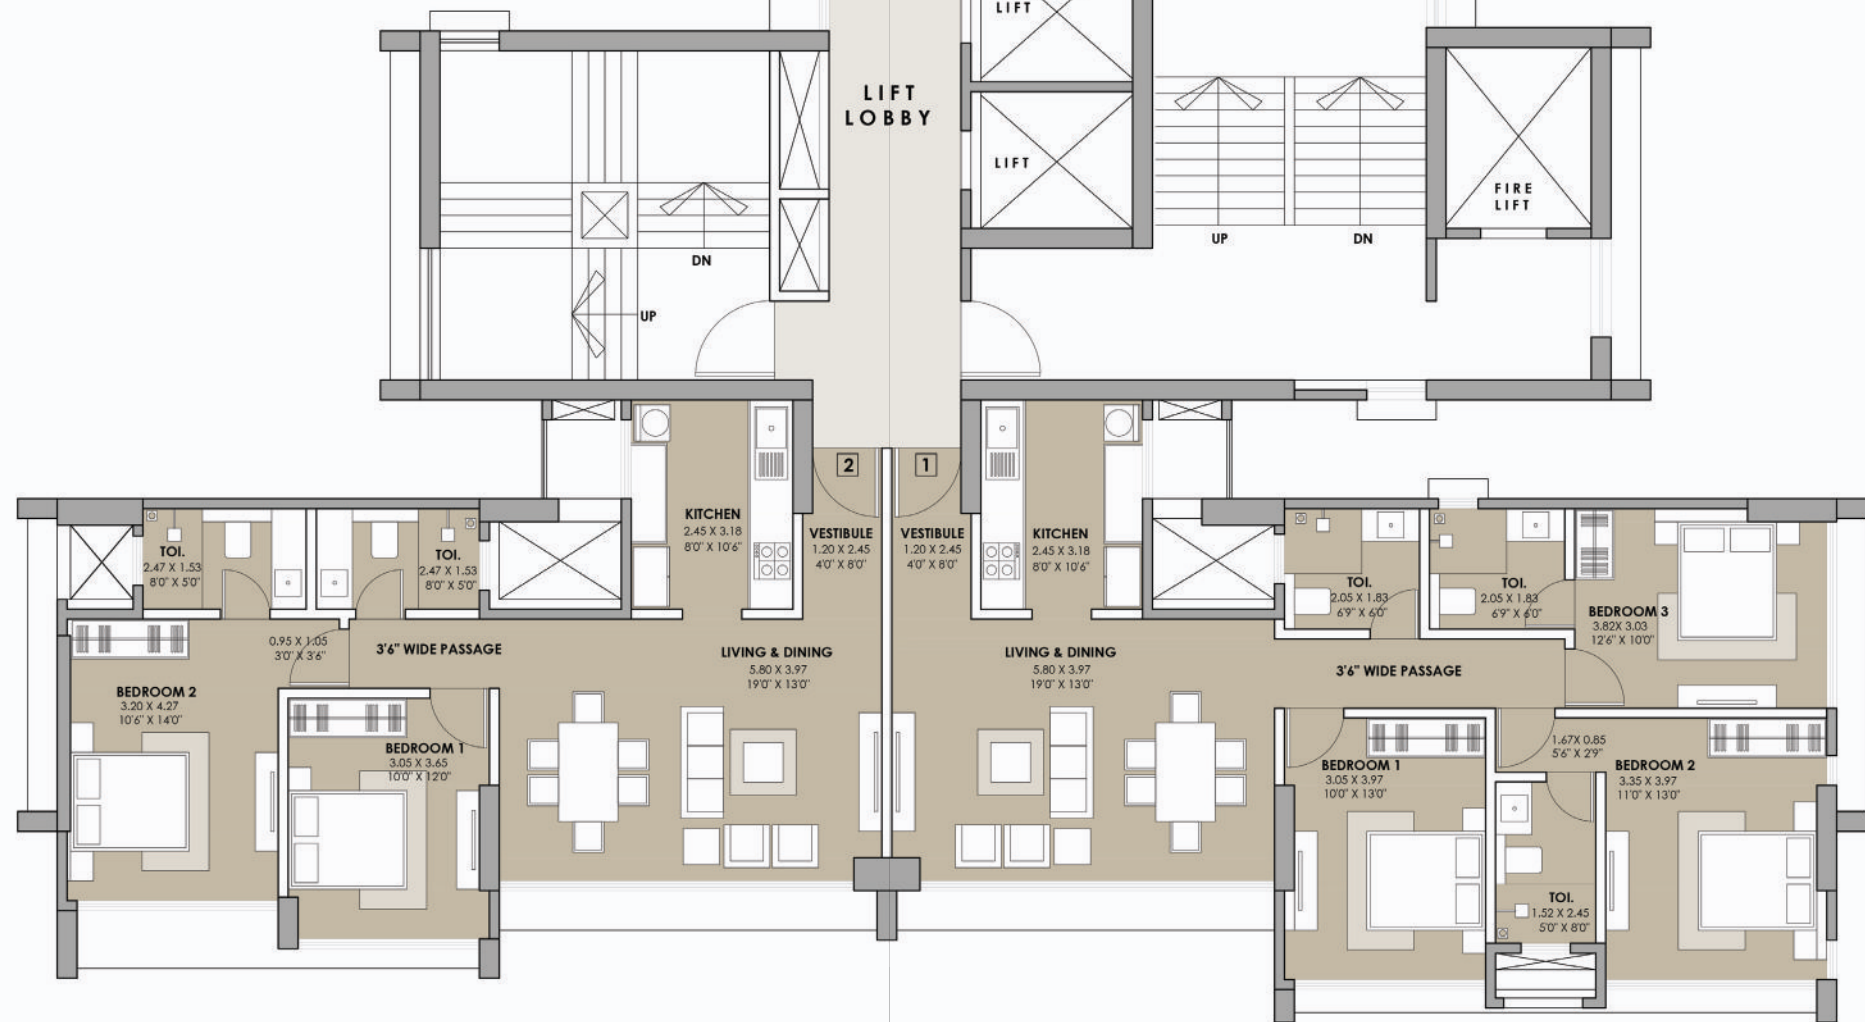 LIFT
LIFT
LOBBY
LIFT
FIRE
LIFT
UP
DN
DN
UP
2
1
KITCHEN
2.45 X 3.18
8'0" X 10'6"
VESTIBULE
1.20 X 2.45
4'0" X 8'0"
VESTIBULE
1.20 X 2.45
4'0" X 8'0"
KITCHEN
2.45 X 3.18
8'0" X 10'6"
TOI.
2.47 X 1.53
8'0" X 5'0"
TOI.
2.47 X 1.53
8'0" X 5'0"
TOI.
2.05 X 1.83
6'9" X 6'0"
TOI.
2.05 X 1.83
6'9" X 6'0"
BEDROOM 3
3.82X 3.03
12'6" X 10'0"
0.95 X 1.05
3'0" X 3'6"
3'6" WIDE PASSAGE
LIVING & DINING
5.80 X 3.97
19'0" X 13'0"
LIVING & DINING
5.80 X 3.97
19'0" X 13'0"
3'6" WIDE PASSAGE
BEDROOM 2
3.20 X 4.27
10'6" X 14'0"
BEDROOM 1
3.05 X 3.65
10'0" X 12'0"
BEDROOM 1
3.05 X 3.97
10'0" X 13'0"
1.67X 0.85
5'6" X 2'9"
BEDROOM 2
3.35 X 3.97
11'0" X 13'0"
TOI.
1.52 X 2.45
5'0" X 8'0"